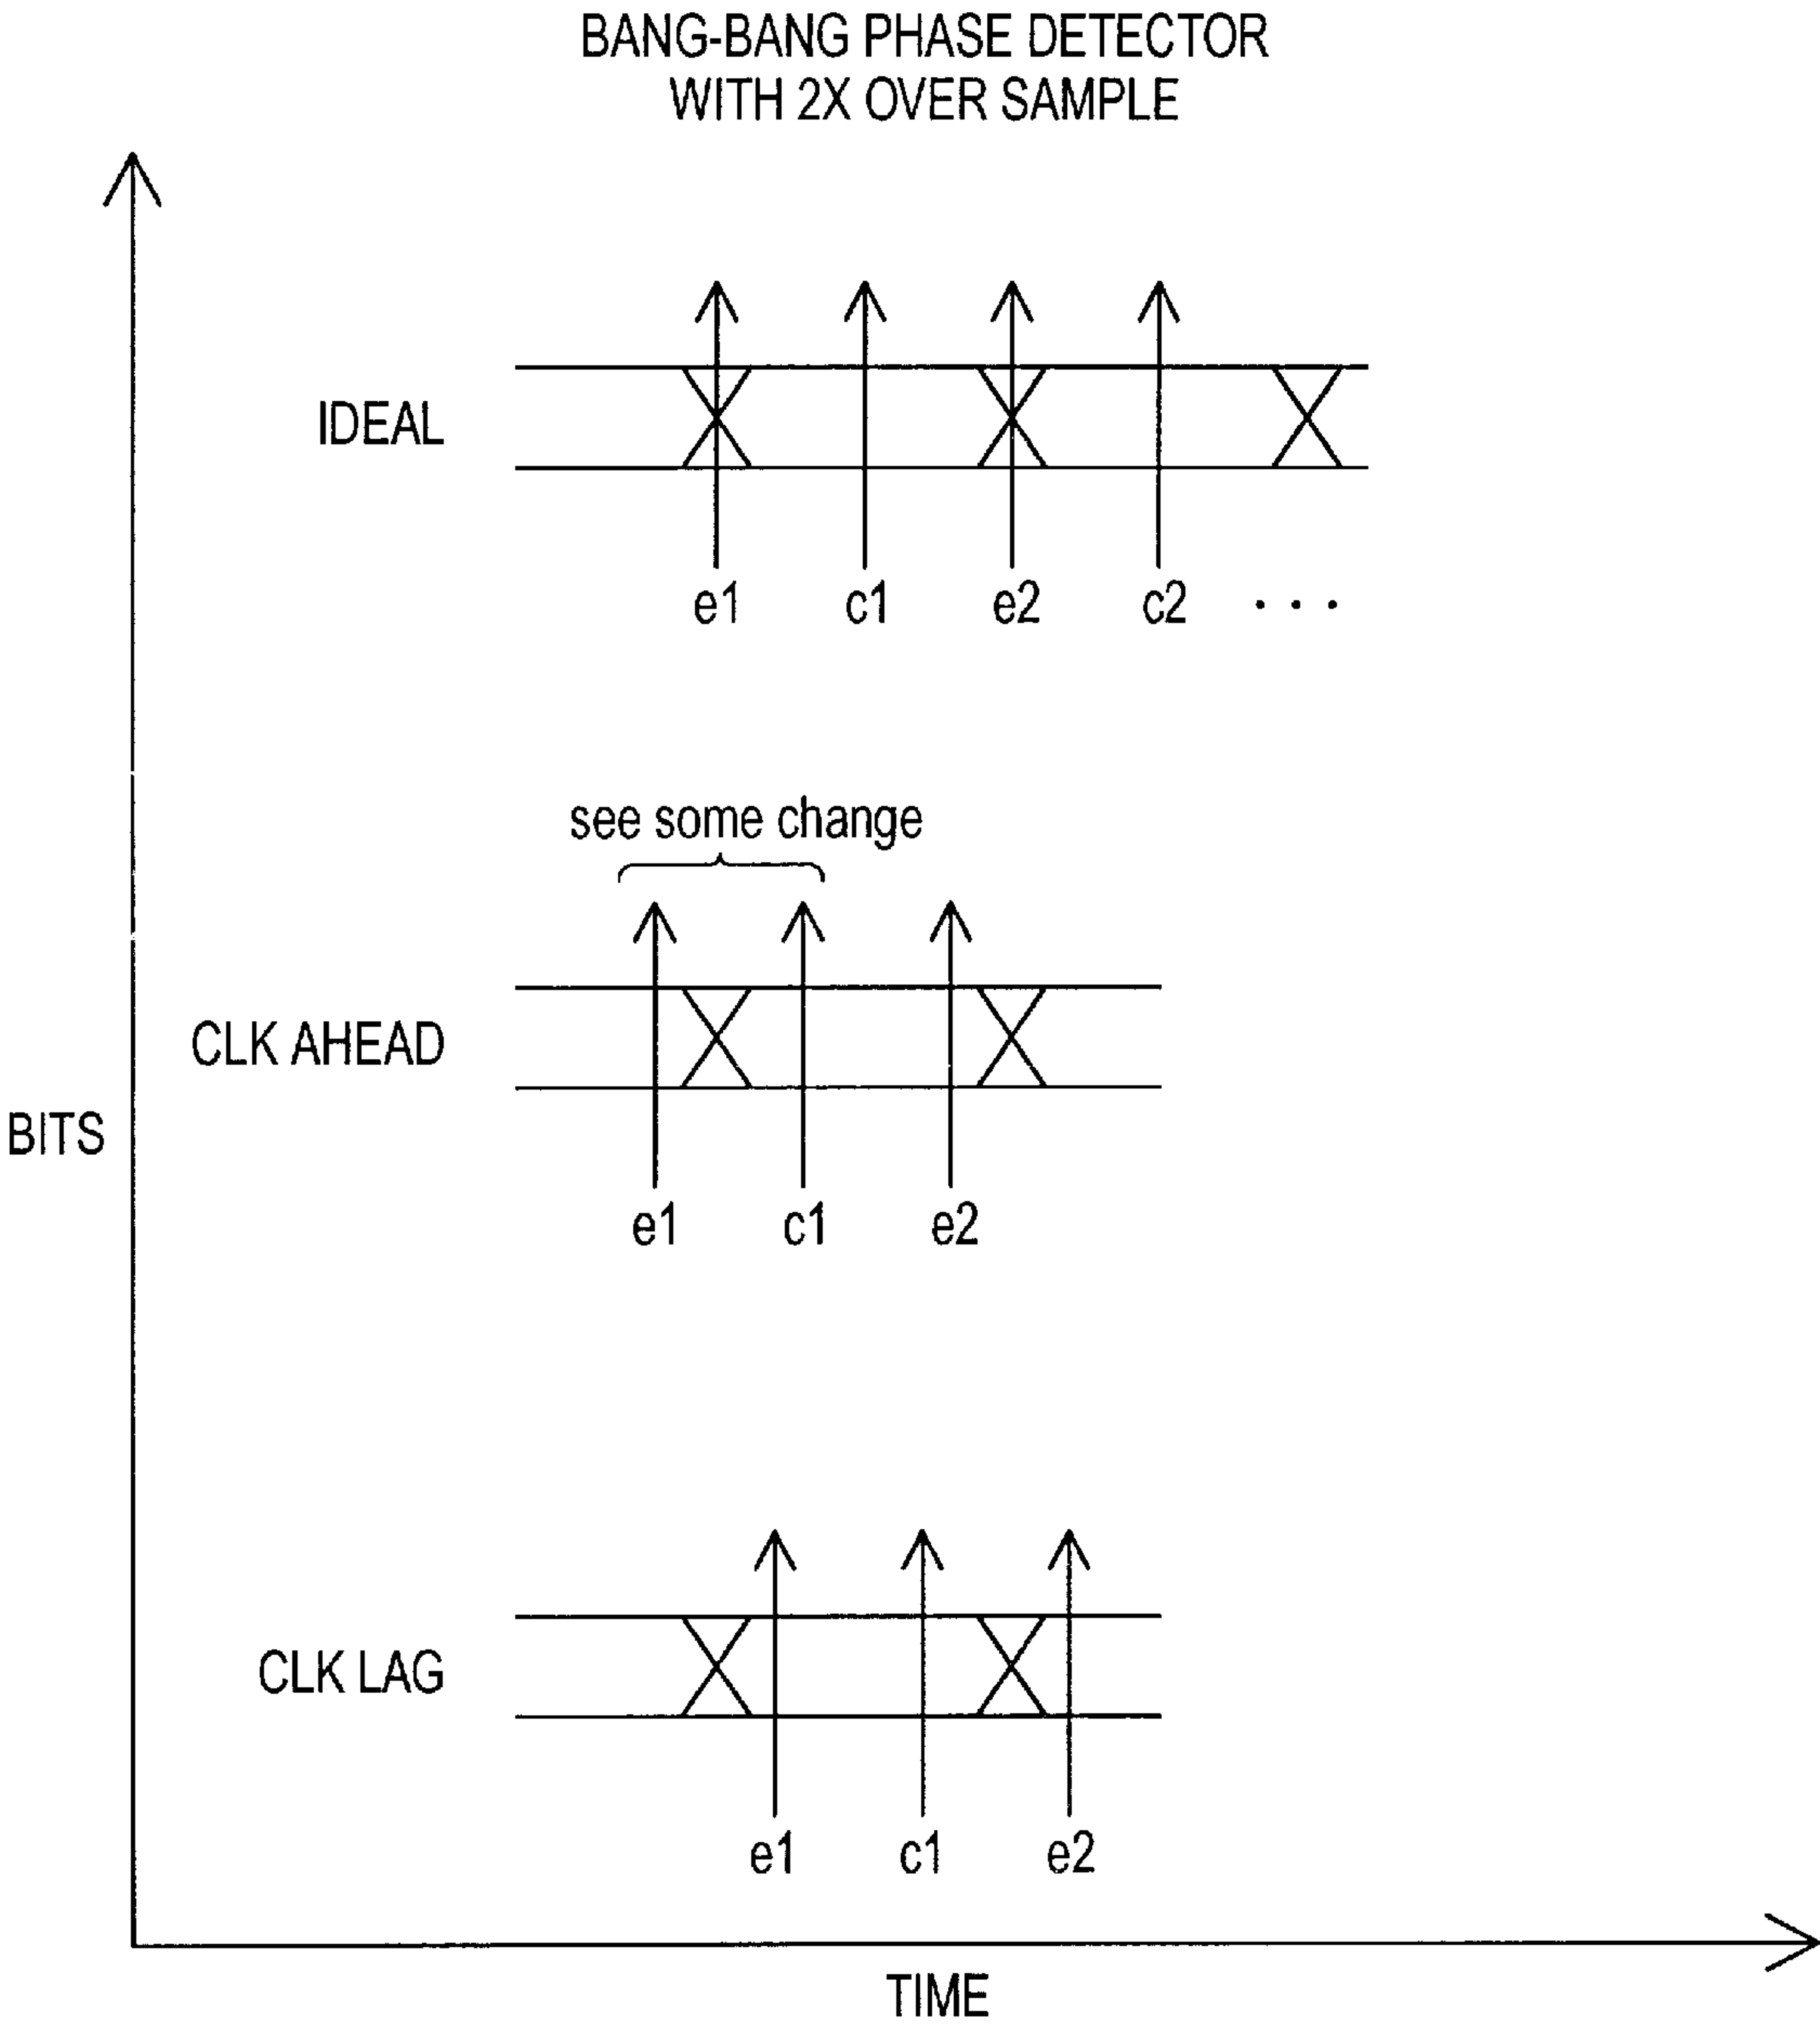 BANG-BANG PHASE DETECTOR
WITH 2X OVER SAMPLE
IDEAL
e1 c1 e2 c2 . . .
see some change
CLK AHEAD
e1 c1 e2
BITS
CLK LAG
e1 c1 e2
TIME